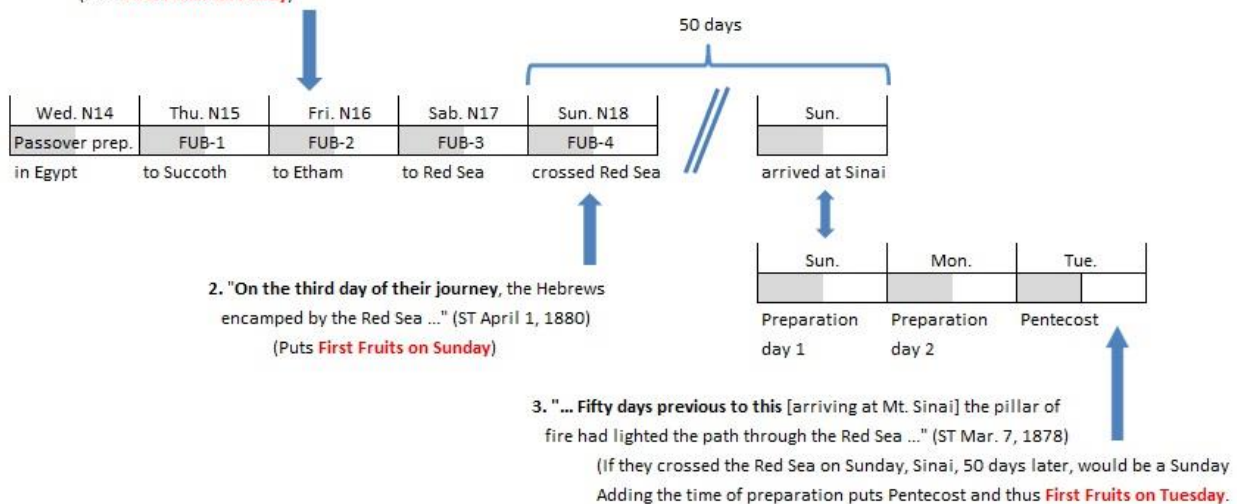 50 days
Wed. N14 Thu. N15 Fri. N16 Sab. N17 Sun. N18 Sun.
Passover prep. FUB-1 FUB-2 FUB-3 FUB-4
in Egypt to Succoth to Etham to Red Sea crossed Red Sea arrived at Sinai
Sun. Mon. Tue.
Preparation Preparation Pentecost
day 1 day 2
2. "On the third day of their journey, the Hebrews
encamped by the Red Sea ..." (ST April 1, 1880)
(Puts First Fruits on Sunday)
3. "... Fifty days previous to this [arriving at Mt. Sinai] the pillar of
fire had lighted the path through the Red Sea ..." (ST Mar. 7, 1878)
(If they crossed the Red Sea on Sunday, Sinai, 50 days later, would be a Sunday
Adding the time of preparation puts Pentecost and thus First Fruits on Tuesday.